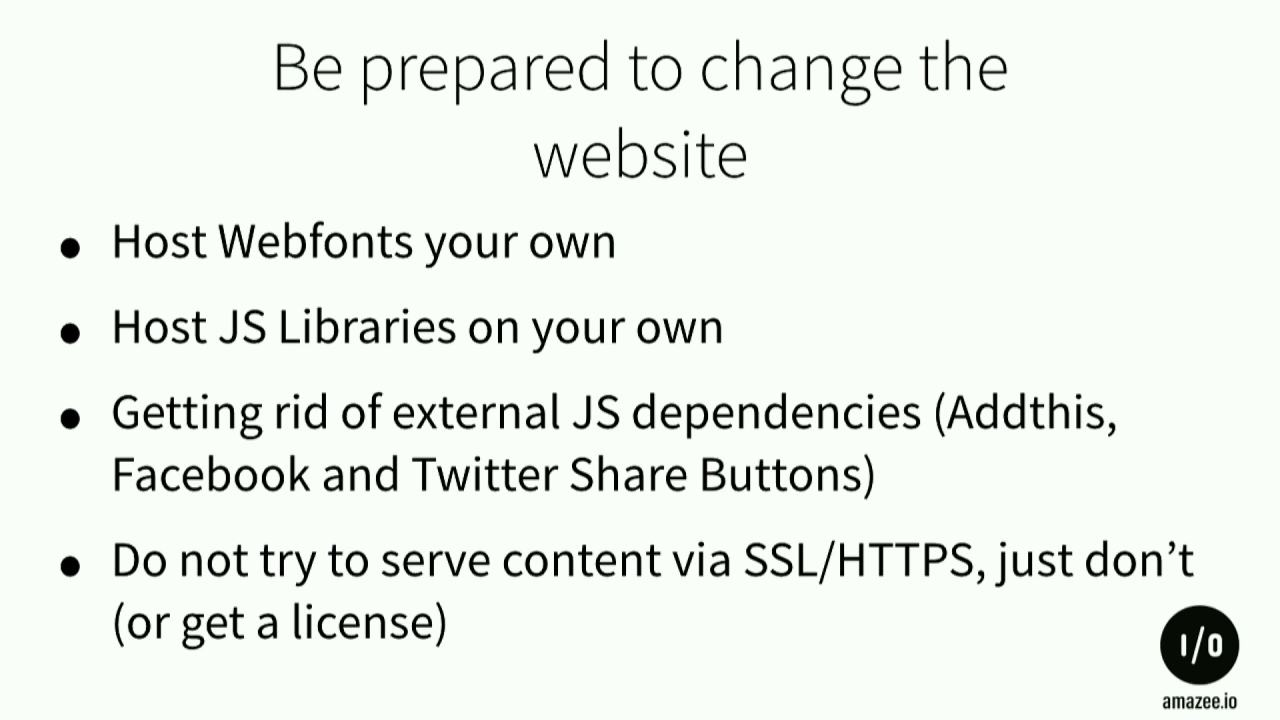 Be prepared to change the
website
● Host Webfonts your own
● Host JS Libraries on your own
● Getting rid of external JS dependencies (Addthis,
Facebook and Twitter Share Buttons)
● Do not try to serve content via SSL/HTTPS, just don’t
(or get a license)
I/O
amazee.io